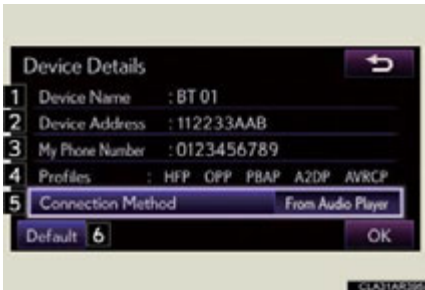 Device Details
1 Device Name : BT 01
2 Device Address : 112233AAB
3 My Phone Number : 0123456789
4 Profiles : HFP OPP PBAP A2DP AVRCP
5 Connection Method From Audio Player
Default 6 OK
CLA31AR395